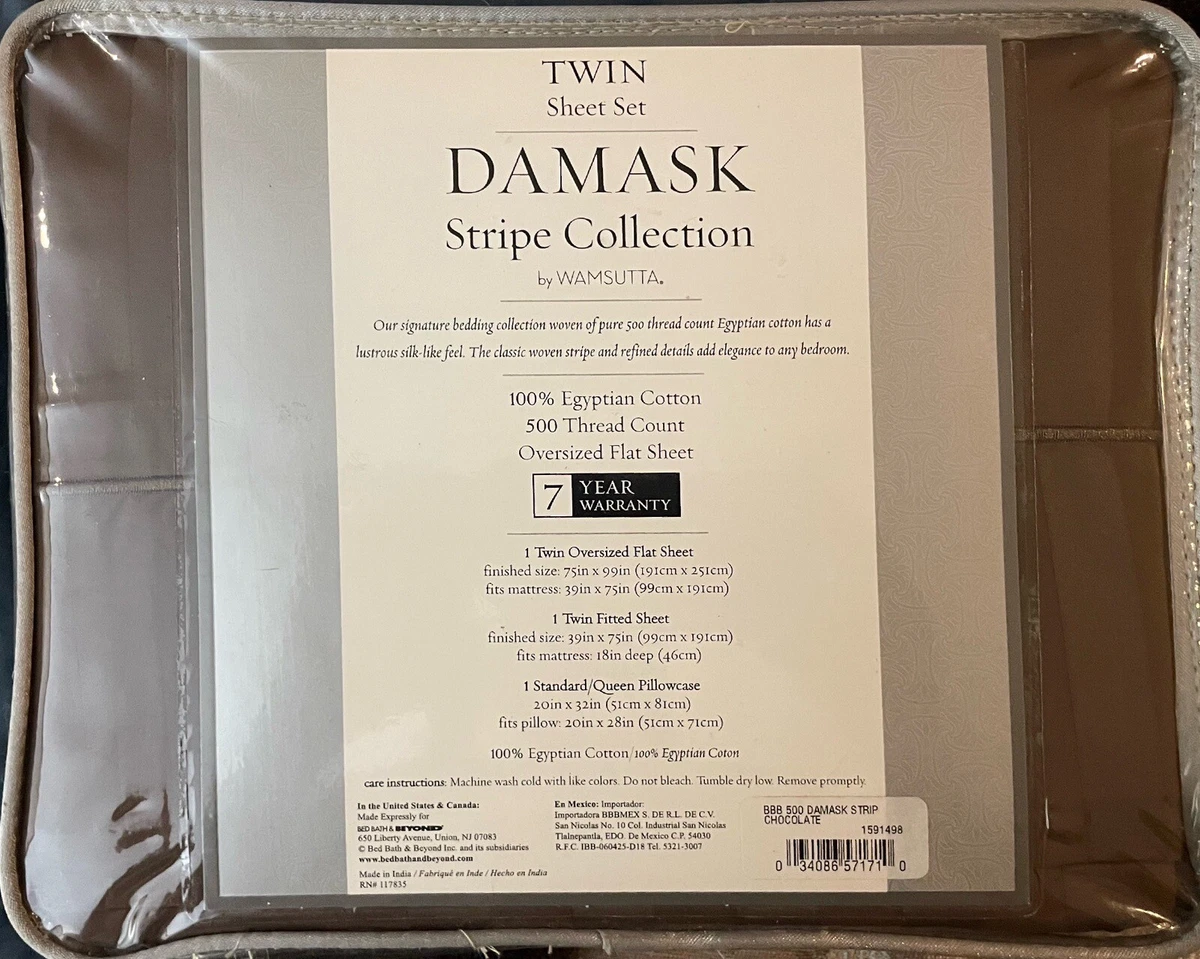 TWIN
Sheet Set
DAMASK
Stripe Collection
by WAMSUTTA®
Our signature bedding collection woven of pure 500 thread count Egyptian cotton has a
lustrous silk-like feel. The classic woven stripe and refined details add elegance to any bedroom.
100% Egyptian Cotton
500 Thread Count
Oversized Flat Sheet
7 YEAR
WARRANTY
1 Twin Oversized Flat Sheet
finished size: 75in x 99in (191cm x 251cm)
fits mattress: 39in x 75in (99cm x 191cm)
1 Twin Fitted Sheet
finished size: 39in x 75in (99cm x 191cm)
fits mattress: 18in deep (46cm)
1 Standard/Queen Pillowcase
20in x 32in (51cm x 81cm)
fits pillow: 20in x 28in (51cm x 71cm)
100% Egyptian Cotton/100% Egyptian Coton
care instructions: Machine wash cold with like colors. Do not bleach. Tumble dry low. Remove promptly.
In the United States & Canada:
Made Expressly for
BED BATH & BEYOND
650 Liberty Avenue, Union, NJ 07083
© Bed Bath & Beyond Inc. and its subsidiaries
www.bedbathandbeyond.com
Made in India / Fabriqué en Inde / Hecho en India
RN# 117835
En Mexico: Importador:
Importadora BBBMEX S. DE R.L. DE C.V.
San Nicolas No. 10 Col. Industrial San Nicolas
Tlalnepantla, EDO. De Mexico C.P. 54030
R.F.C. IBB-060425-D18 Tel. 5321-3007
BBB 500 DAMASK STRIP
CHOCOLATE
1591498
0 34086 57171 0